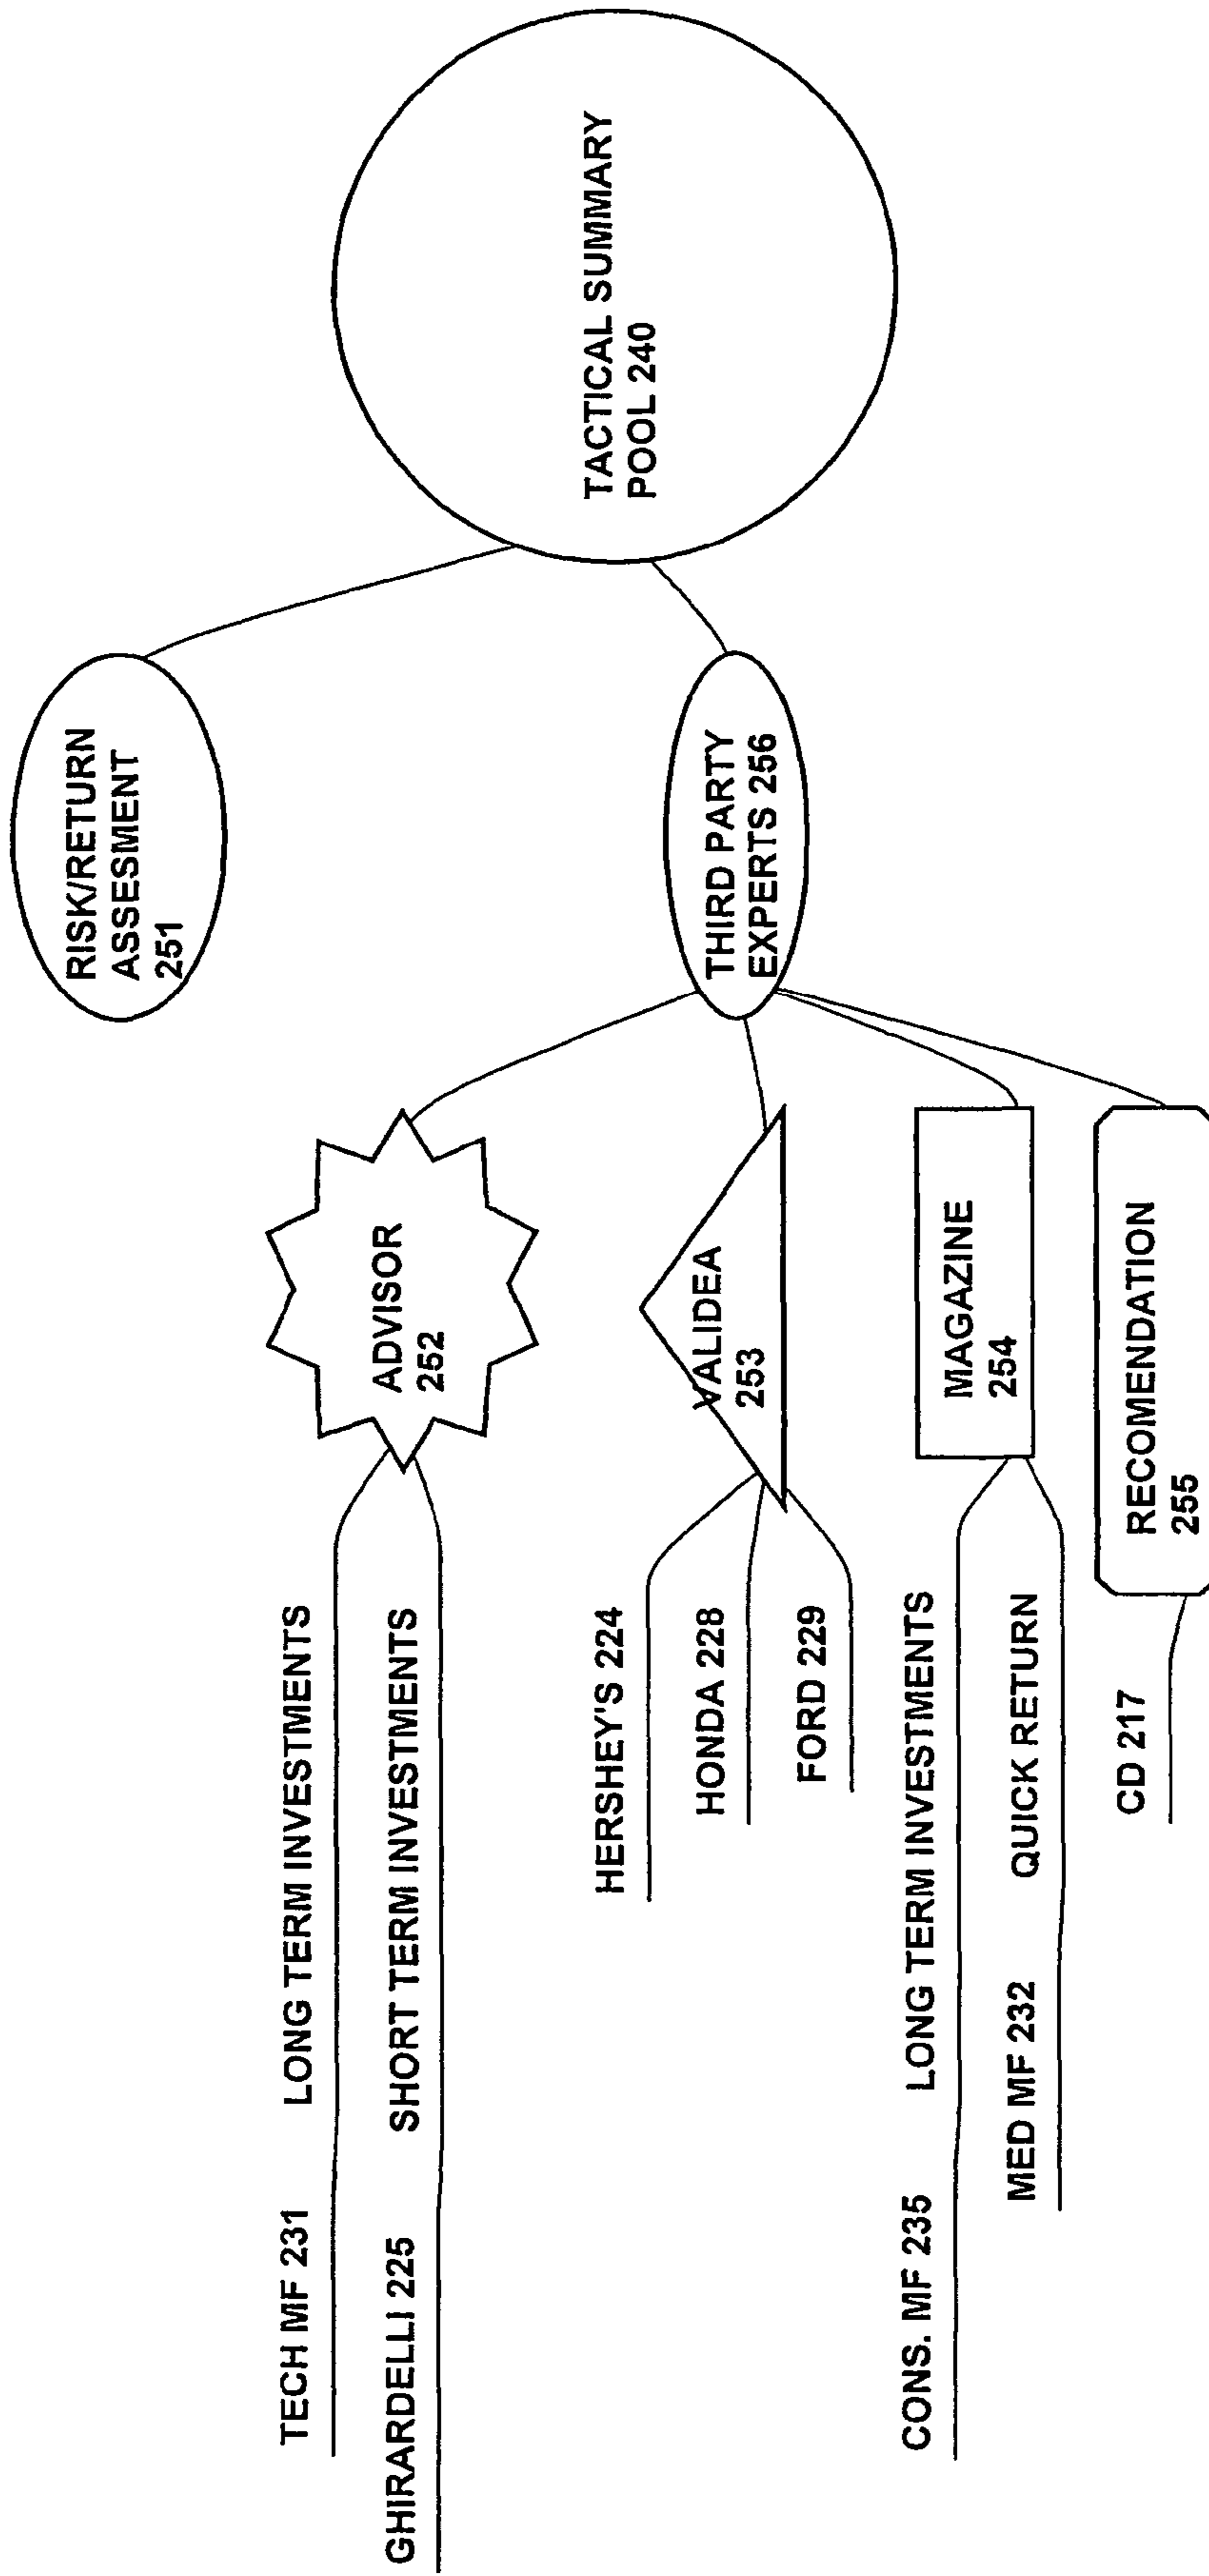 TACTICAL SUMMARY
POOL 240
RISK/RETURN
ASSESMENT
251
THIRD PARTY
EXPERTS 256
ADVISOR
252
TECH MF 231 LONG TERM INVESTMENTS
GHIRARDELLI 225 SHORT TERM INVESTMENTS
VALIDEA
253
HERSHEY'S 224
HONDA 228
FORD 229
MAGAZINE
254
CONS. MF 235 LONG TERM INVESTMENTS
MED MF 232 QUICK RETURN
RECOMENDATION
255
CD 217